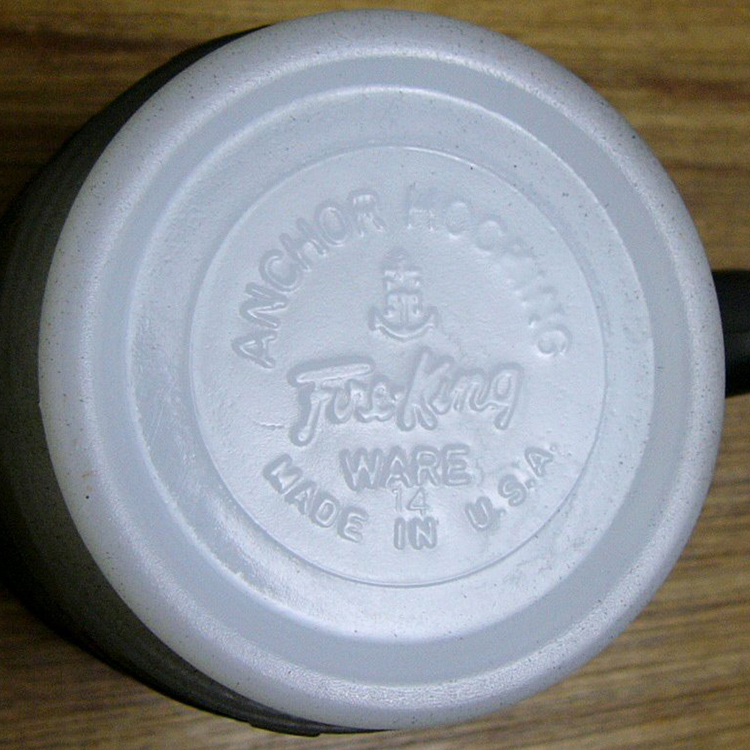 ANCHOR HOCKING
Fire-King
WARE
14
MADE IN U.S.A.